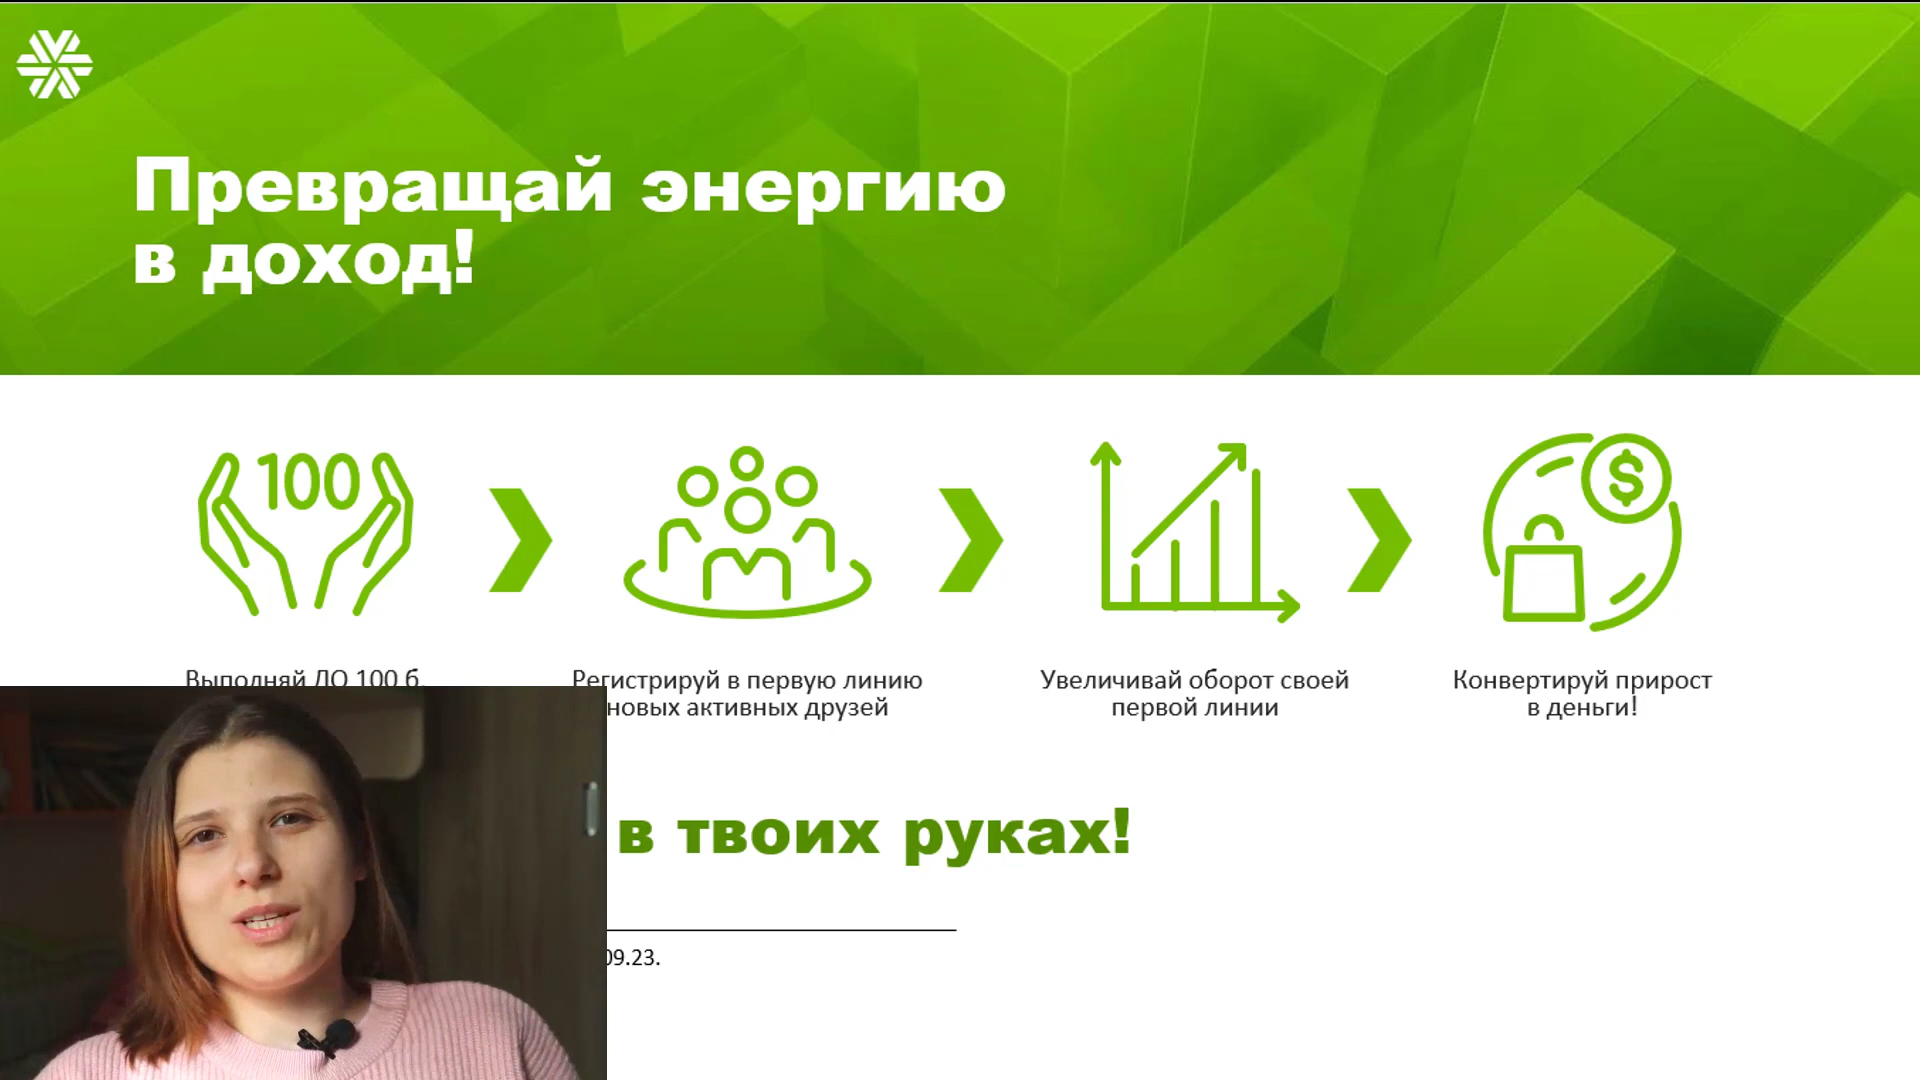 Превращай энергию
в доход!
100
$
Выполняй ЛО 100 б.
Регистрируй в первую линию
новых активных друзей
Увеличивай оборот своей
первой линии
Конвертируй прирост
в деньги!
в твоих руках!
09.23.